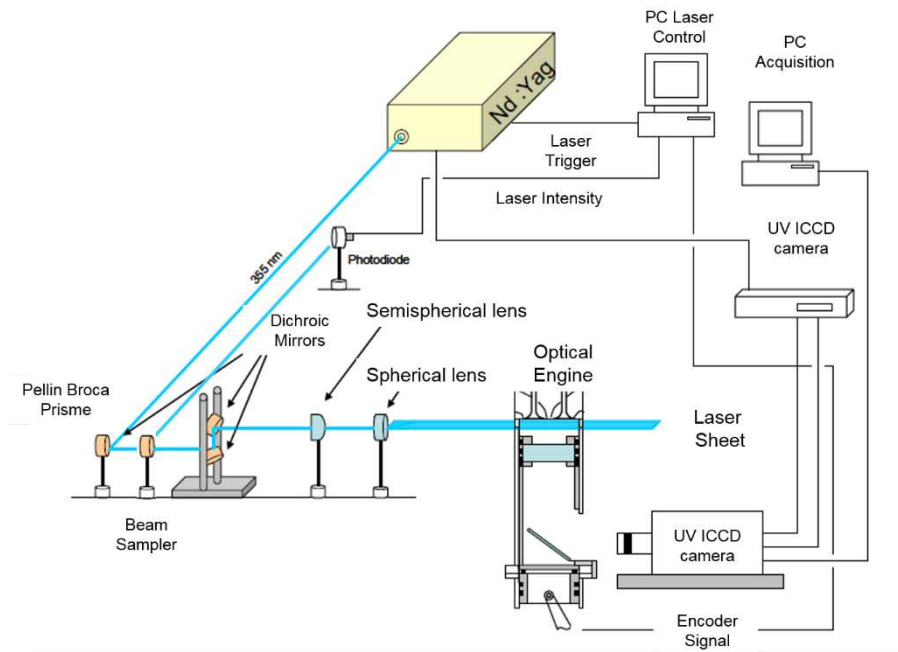 PC Laser
Control
PC
Acquisition
Nd :Yag
Laser
Trigger
Laser Intensity
UV ICCD
camera
Photodiode
355 nm
Semispherical lens
Dichroic
Mirrors
Optical
Engine
Spherical lens
Pellin Broca
Prisme
Laser
Sheet
Beam
Sampler
UV ICCD
camera
Encoder
Signal